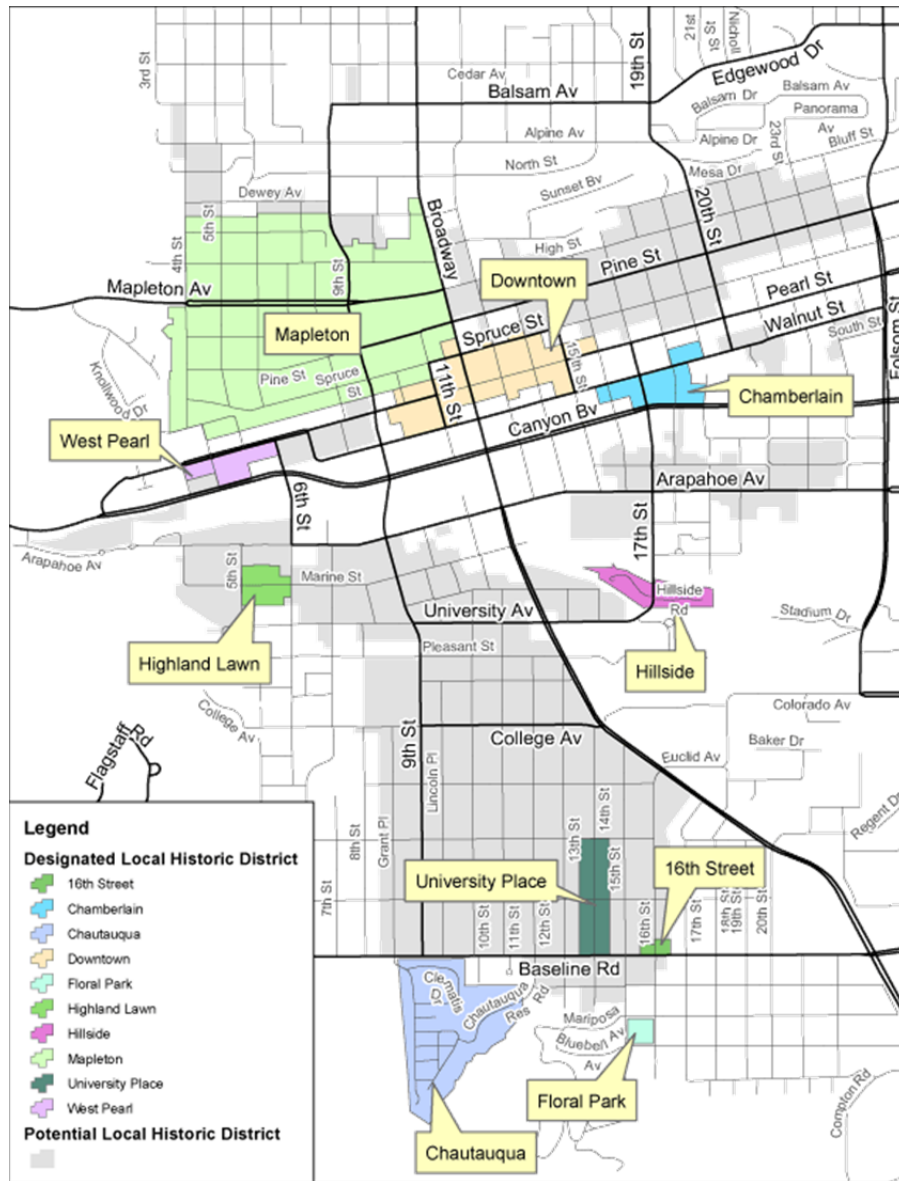 3rd St
19th St
21st
St
St
Nicholl
Edgewood Dr
Cedar Av
Balsam Av
Balsam Dr
Balsam Av
Panorama
Av
Alpine Av
Alpine Dr
23rd St
Bluff St
North St
Mesa Dr
Dewey Av
5th St
4th St
Broadway
Sunset Bv
20th St
High St
Pine St
9th St
Mapleton Av
Downtown
Pearl St
Walnut St
South St
Folsom St
Mapleton
Spruce St
15th St
Knollwood Dr
Pine St
Spruce
St
11th St
Chamberlain
West Pearl
Canyon Bv
Arapahoe Av
6th St
17th St
Arapahoe Av
5th St
Marine St
University Av
Hillside
Rd
Stadium Dr
Highland Lawn
Pleasant St
Hillside
College Av
9th St
College Av
Colorado Av
Baker Dr
Euclid Av
Flagstaff Rd
Lincoln Pl
Regent Dr
Grant Pl
8th St
7th St
13th St
14th St
15th St
University Place
16th Street
10th St
11th St
12th St
16th St
17th St
18th St
19th St
20th St
Baseline Rd
Clematis
Dr
Chautauqua
Res Rd
Mariposa
Bluebell Av
Av
Floral Park
Compton Rd
Chautauqua
Legend
Designated Local Historic District
16th Street
Chamberlain
Chautauqua
Downtown
Floral Park
Highland Lawn
Hillside
Mapleton
University Place
West Pearl
Potential Local Historic District